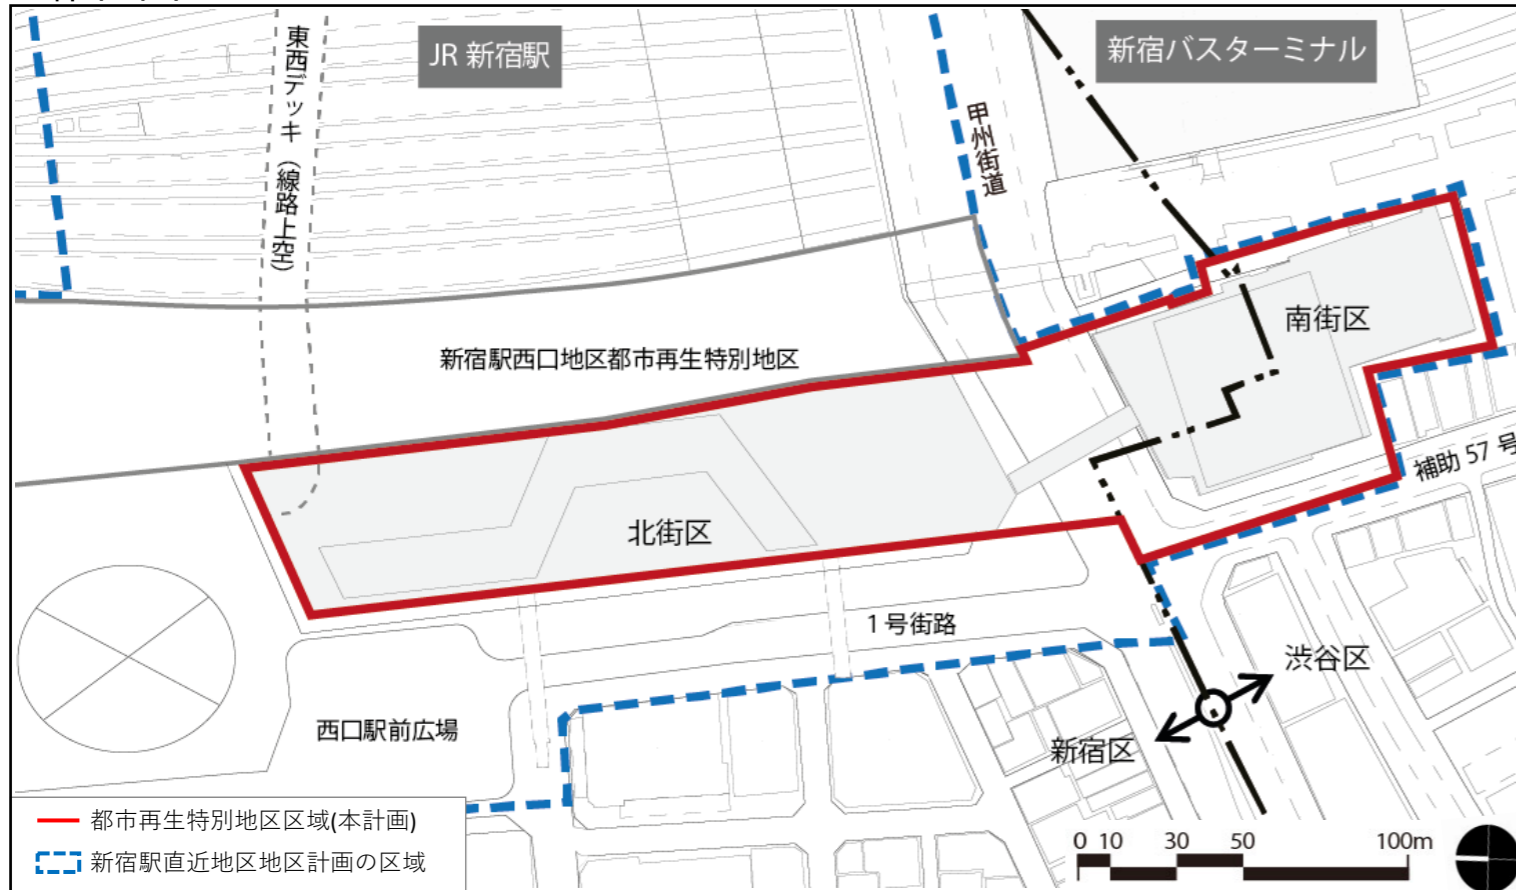 JR 新宿駅
新宿バスターミナル
東西デッキ（線路上空）
甲州街道
南街区
新宿駅西口地区都市再生特別地区
補助 57 号
北街区
1 号街路
渋谷区
新宿区
西口駅前広場
都市再生特別地区区域(本計画)
新宿駅直近地区地区計画の区域
0 10 30 50 100m